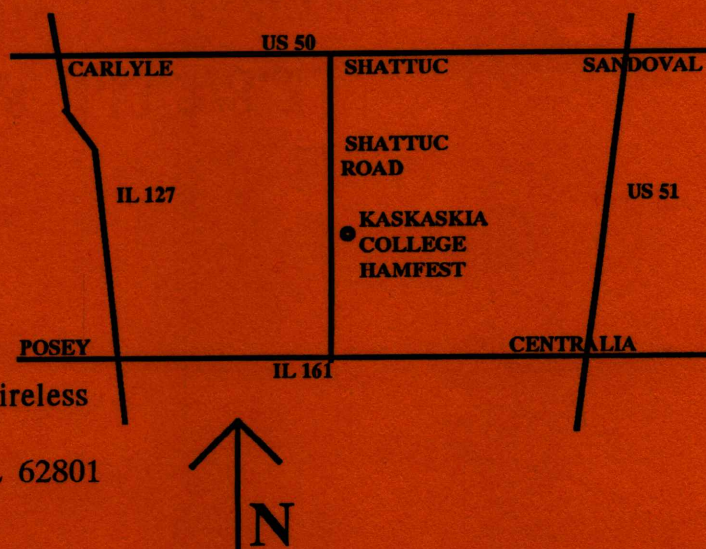 US 50
CARLYLE
SHATTUC
SANDOVAL
SHATTUC
ROAD
IL 127
US 51
KASKASKIA
COLLEGE
HAMFEST
POSEY
CENTRALIA
IL 161
62801
N